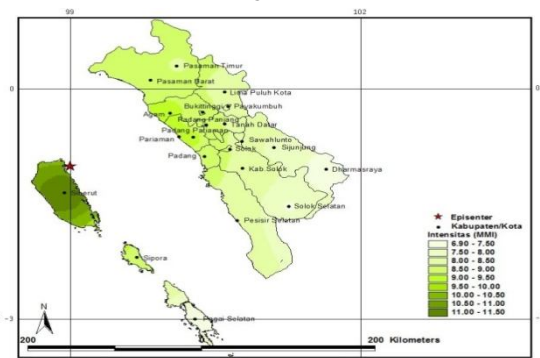 99
102
Pasaman Timur
Pasaman Barat
0
0
Lima Puluh Kota
Bukittinggi
Payakumbuh
Agam
Padang Panjang
Tanah Datar
Padang Pariaman
Pariaman
Sawahlunto
Solok
Sijunjung
Padang
Kab.Solok
Dharmasraya
Siberut
Solok Selatan
Pesisir Selatan
Episenter
Kabupaten/Kota
Intensitas (MMI)
6.90 - 7.50
7.50 - 8.00
8.00 - 8.50
8.50 - 9.00
9.00 - 9.50
9.50 - 10.00
10.00 - 10.50
10.50 - 11.00
11.00 - 11.50
Sipora
N
Pagai Selatan
-3
-3
200
0
200 Kilometers